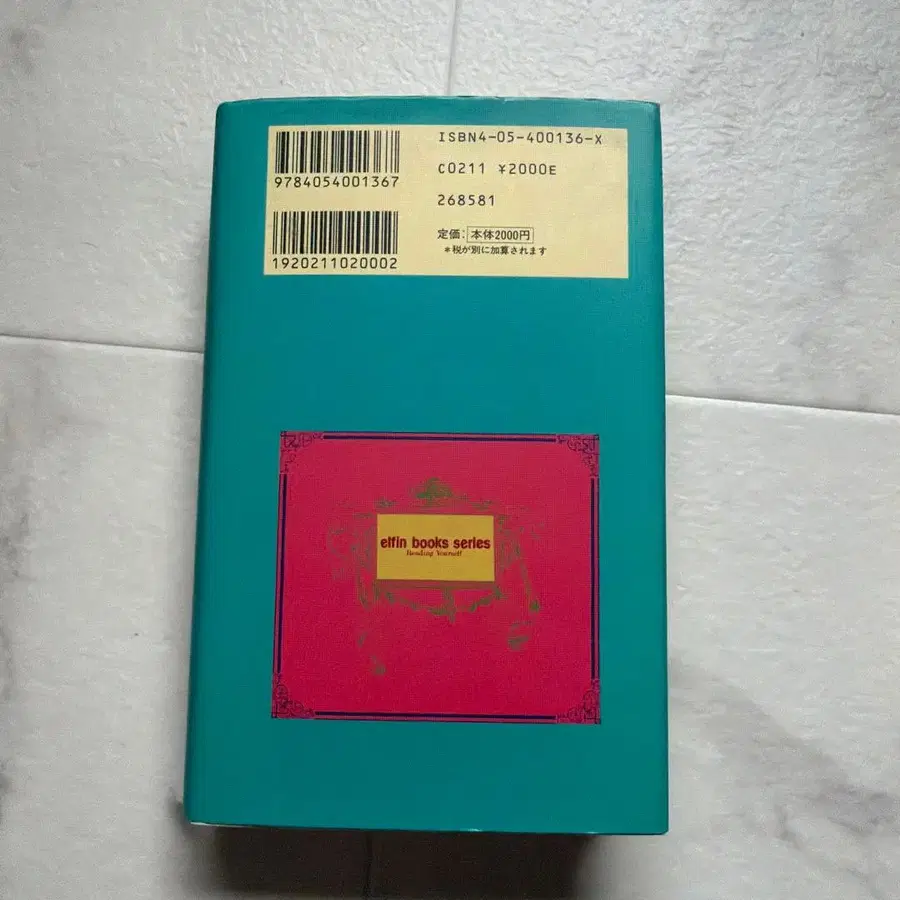 ISBN4-05-400136-X
9784054001367
C0211 ¥2000E
268581
1920211020002
定価: 本体2000円
*税が別に加算されます
elfin books series
Reading Yourself